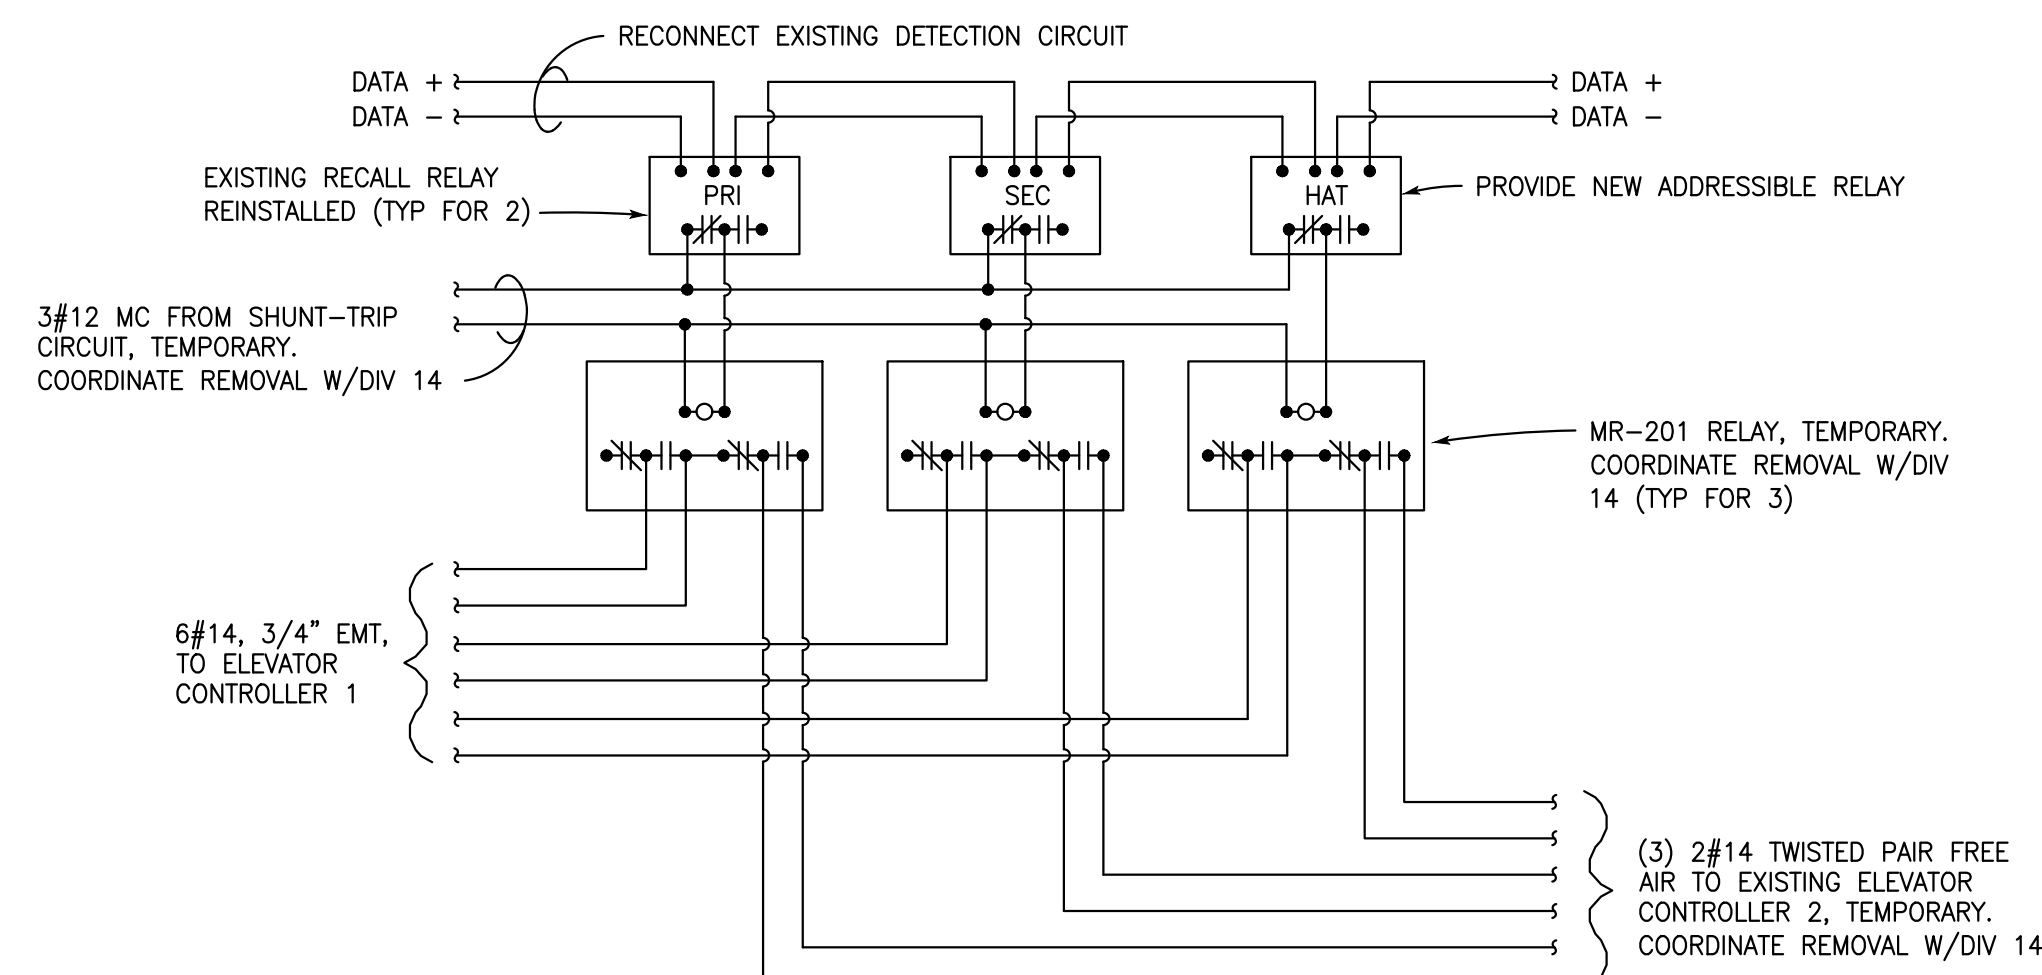 RECONNECT EXISTING DETECTION CIRCUIT
DATA +
DATA -
DATA +
DATA -
EXISTING RECALL RELAY
REINSTALLED (TYP FOR 2)
PRI
SEC
HAT
PROVIDE NEW ADDRESSIBLE RELAY
3#12 MC FROM SHUNT-TRIP
CIRCUIT, TEMPORARY.
COORDINATE REMOVAL W/DIV 14
MR-201 RELAY, TEMPORARY.
COORDINATE REMOVAL W/DIV
14 (TYP FOR 3)
6#14, 3/4" EMT,
TO ELEVATOR
CONTROLLER 1
(3) 2#14 TWISTED PAIR FREE
AIR TO EXISTING ELEVATOR
CONTROLLER 2, TEMPORARY.
COORDINATE REMOVAL W/DIV 14